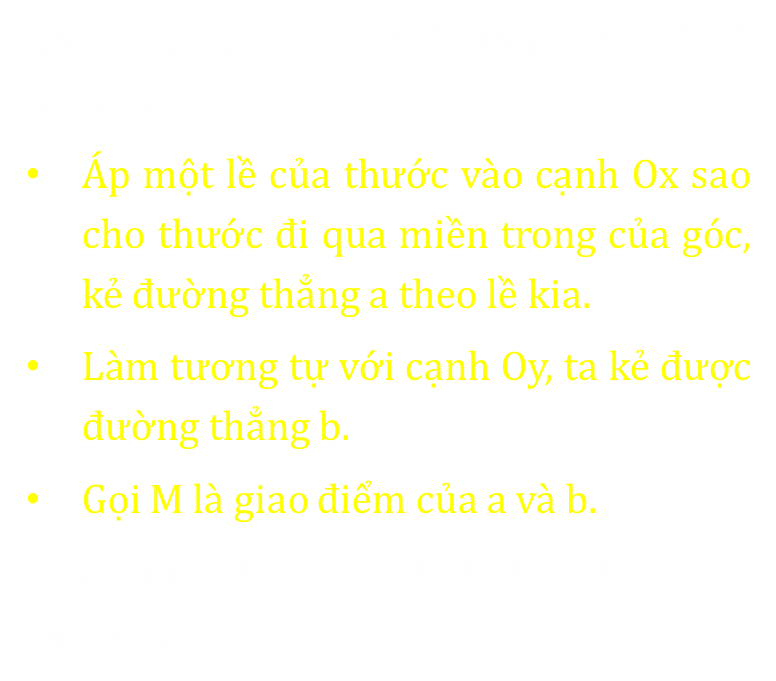 • Áp một lề của thước vào cạnh Ox sao
cho thước đi qua miền trong của góc,
kẻ đường thẳng a theo lề kia.
• Làm tương tự với cạnh Oy, ta kẻ được
đường thẳng b.
• Gọi M là giao điểm của a và b.